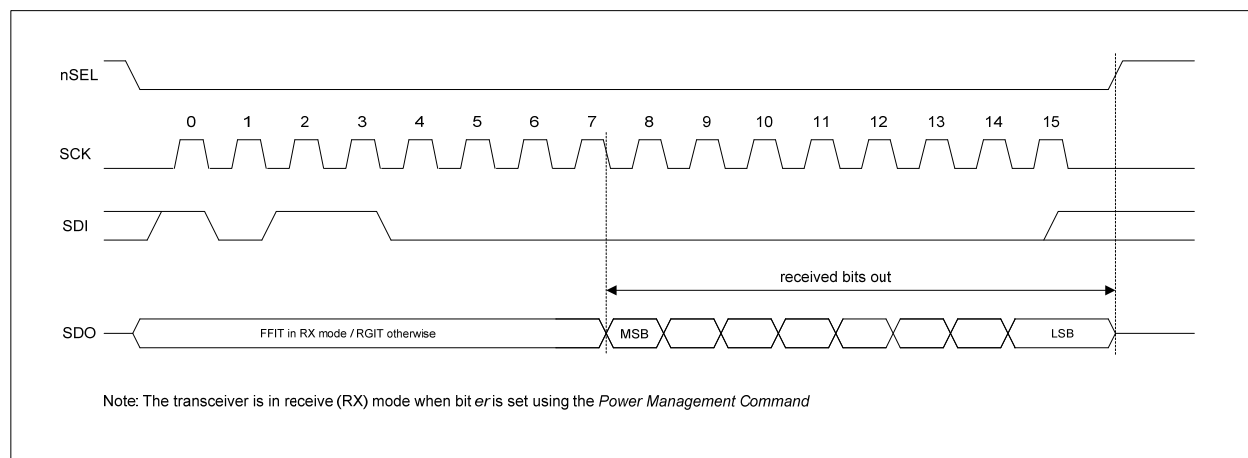 nSEL
0 1 2 3 4 5 6 7 8 9 10 11 12 13 14 15
SCK
SDI
received bits out
SDO
FFIT in RX mode / RGIT otherwise
MSB
LSB
Note: The transceiver is in receive (RX) mode when bit er is set using the Power Management Command